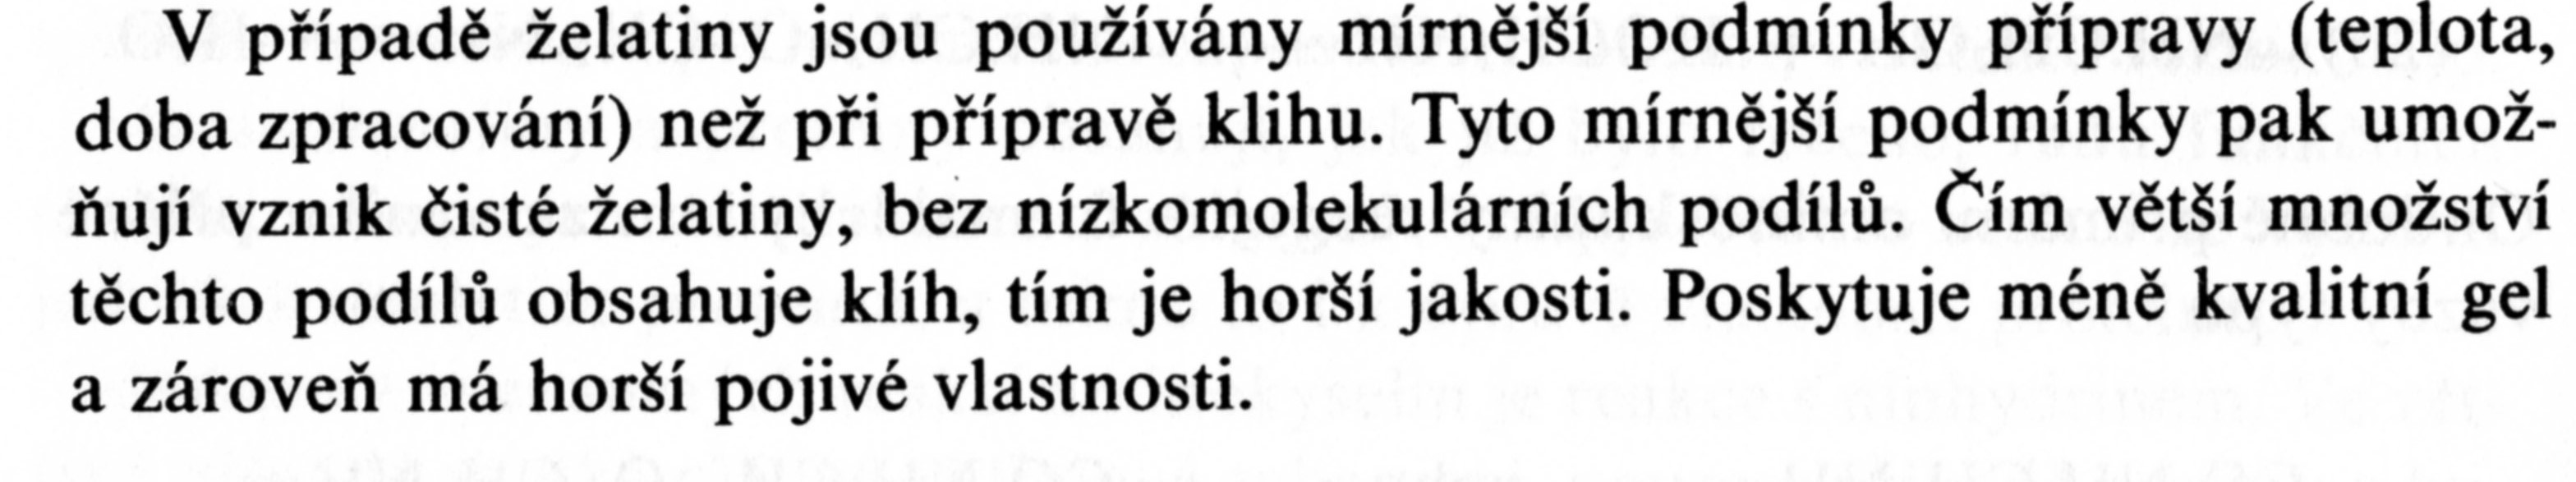 V případě želatiny jsou používány mírnější podmínky přípravy (teplota,
doba zpracování) než při přípravě klihu. Tyto mírnější podmínky pak umož-
ňují vznik čisté želatiny, bez nízkomolekulárních podílů. Čím větší množství
těchto podílů obsahuje klíh, tím je horší jakosti. Poskytuje méně kvalitní gel
a zároveň má horší pojivé vlastnosti.